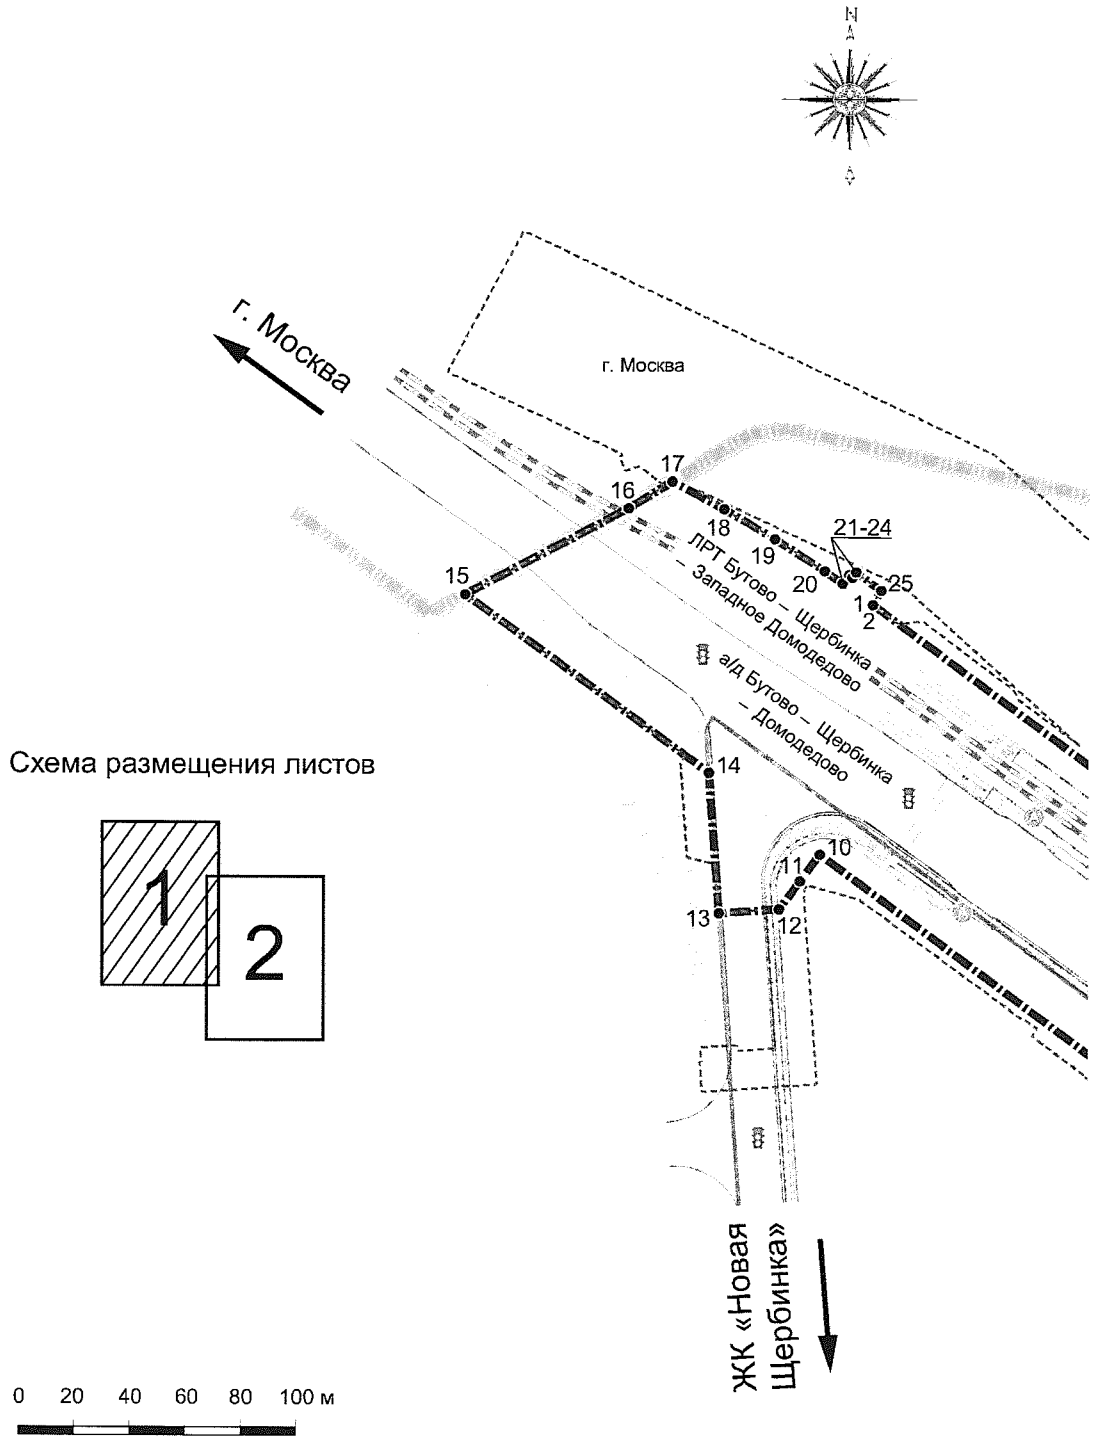 N
г. Москва
г. Москва
17
16
18
21-24
19
15
20
25
1
2
ЛРТ Бутово – Щербинка
– Западное Домодедово
а/д Бутово – Щербинка
– Домодедово
14
Схема размещения листов
10
11
1
13
12
2
ЖК «Новая
Щербинка»
0 20 40 60 80 100 м